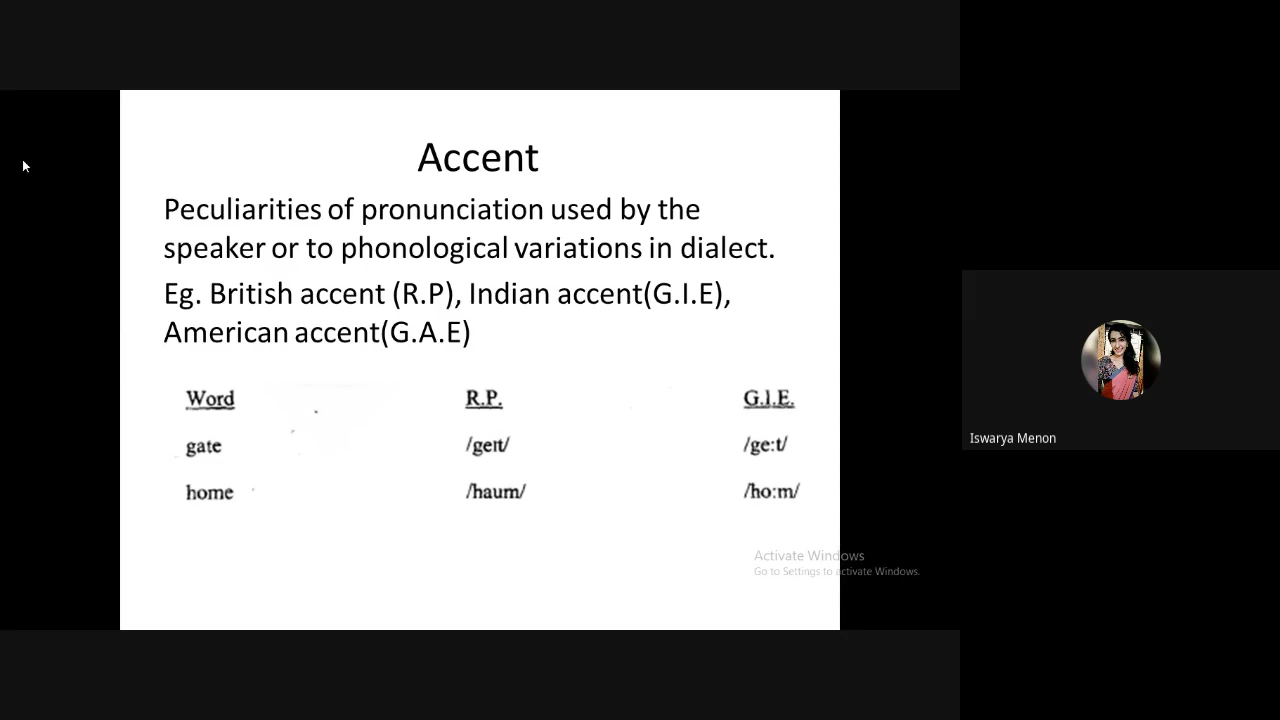 Accent
Peculiarities of pronunciation used by the
speaker or to phonological variations in dialect.
Eg. British accent (R.P), Indian accent(G.I.E),
American accent(G.A.E)
Word R.P. G.I.E.
gate /geɪt/ /ge:t/
home /haum/ /ho:m/
Activate Windows
Go to Settings to activate Windows.
Iswarya Menon